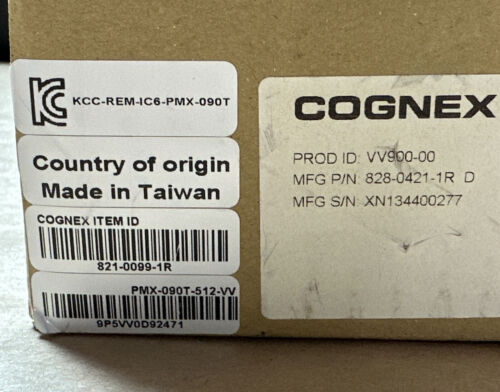 KC
KCC-REM-IC6-PMX-090T
Country of origin
Made in Taiwan
COGNEX ITEM ID
821-0099-1R
PMX-090T-512-VV
9P5VV0D92471
COGNEX
PROD ID: VV900-00
MFG P/N: 828-0421-1R D
MFG S/N: XN134400277